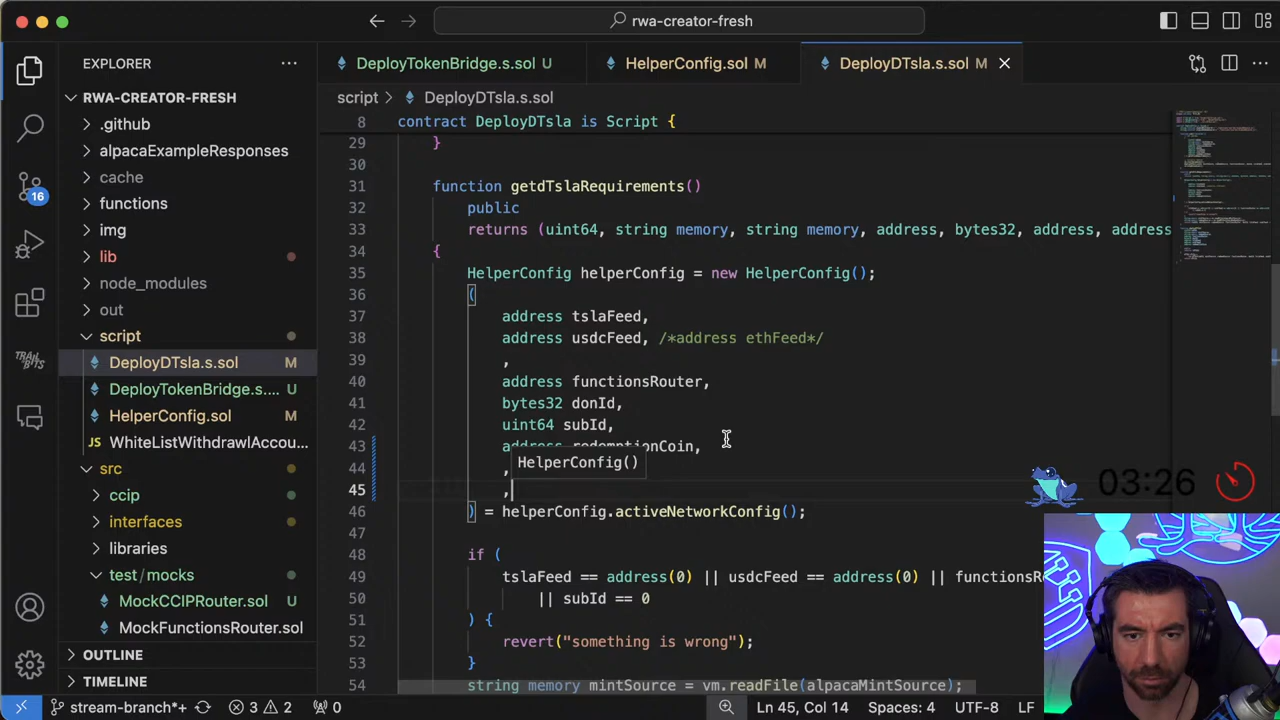 rwa-creator-fresh
EXPLORER
DeployTokenBridge.s.sol U
HelperConfig.sol M
DeployDTsla.s.sol M
RWA-CREATOR-FRESH
.github
alpacaExampleResponses
cache
functions
img
lib
node_modules
out
script
DeployDTsla.s.sol M
DeployTokenBridge.s.... U
HelperConfig.sol M
WhiteListWithdrawlAccou...
src
ccip
interfaces
libraries
test/mocks
MockCCIPRouter.sol U
MockFunctionsRouter.sol
OUTLINE
TIMELINE
16
script > DeployDTsla.s.sol
8 contract DeployDTsla is Script {
29 }
30
31 function getdTslaRequirements()
32 public
33 returns (uint64, string memory, string memory, address, bytes32, address, address
34 {
35 HelperConfig helperConfig = new HelperConfig();
36 (
37 address tslaFeed,
38 address usdcFeed, /*address ethFeed*/
39 ,
40 address functionsRouter,
41 bytes32 donId,
42 uint64 subId,
43 address redemptionCoin,
44 ,
HelperConfig()
45 ,
46 ) = helperConfig.activeNetworkConfig();
47
48 if (
49 tslaFeed == address(0) || usdcFeed == address(0) || functionsR
50 || subId == 0
51 ) {
52 revert("something is wrong");
53 }
54 string memory mintSource = vm.readFile(alpacaMintSource);
03:26
stream-branch*+ 3 2 0
Ln 45, Col 14 Spaces: 4 UTF-8 LF